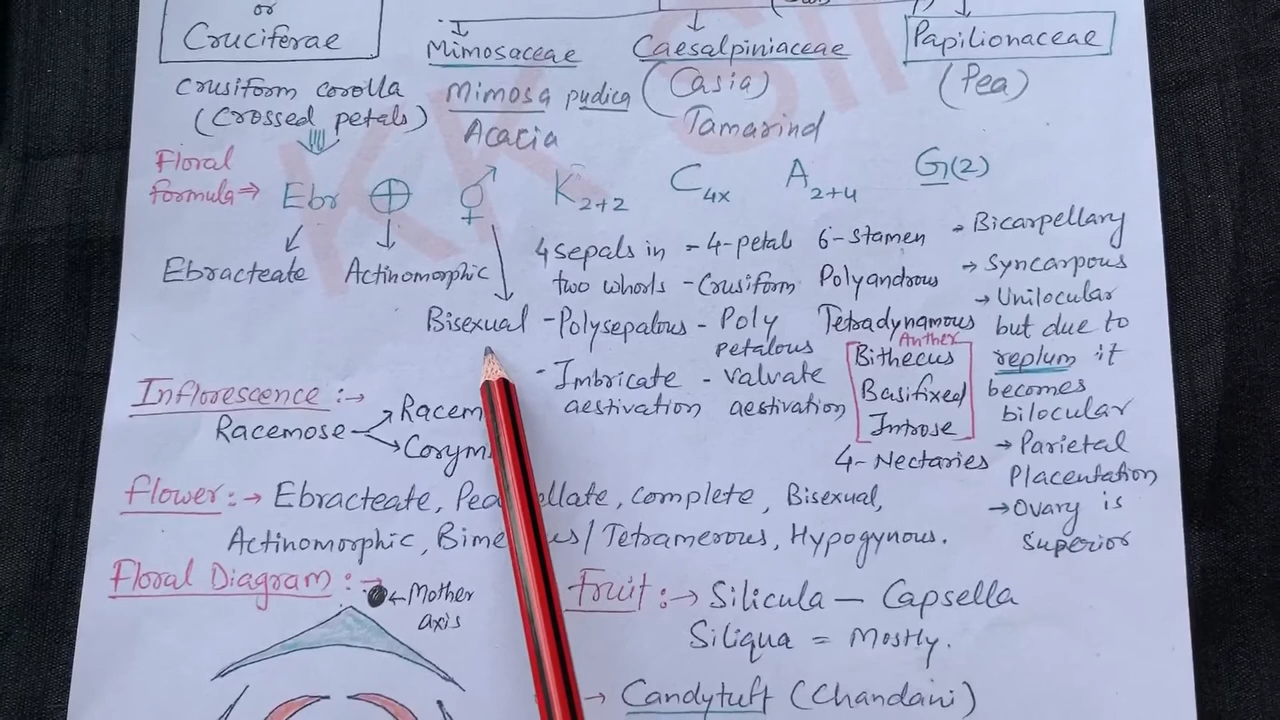 or
Cruciferae
Mimosaceae
Caesalpiniaceae
Papilionaceae
Crusiform corolla
(Crossed petals)
Mimosa pudica
Acacia
(Casia)
Tamarind
(Pea)
Floral
formula ⇒ Ebr ⊕ ⚥ K2+2 C4x A2+4 G(2)
Ebracteate
Actinomorphic
Bisexual
4 sepals in
two whorls
- Polysepalous
- Imbricate
aestivation
- 4-petal
- Crusiform
- Poly
petalous
- valvate
aestivation
6-stamen
Polyandrous
Tetradynamous
Anther
Bithecus
Basifixed
Introse
4-Nectaries
→ Bicarpellary
→ Syncarpous
→ Unilocular
but due to
replum it
becomes
bilocular
→ Parietal
Placentation
→ Ovary is
superior
Inflorescence :→
Racemose
Flower :→ Ebracteate, complete, Bisexual,
Actinomorphic, / Tetramerous, Hypogynous.
Floral Diagram :→
← Mother
axis
Fruit :→ Silicula — Capsella
Siliqua = Mostly.
→ Candytuft (Chandani)